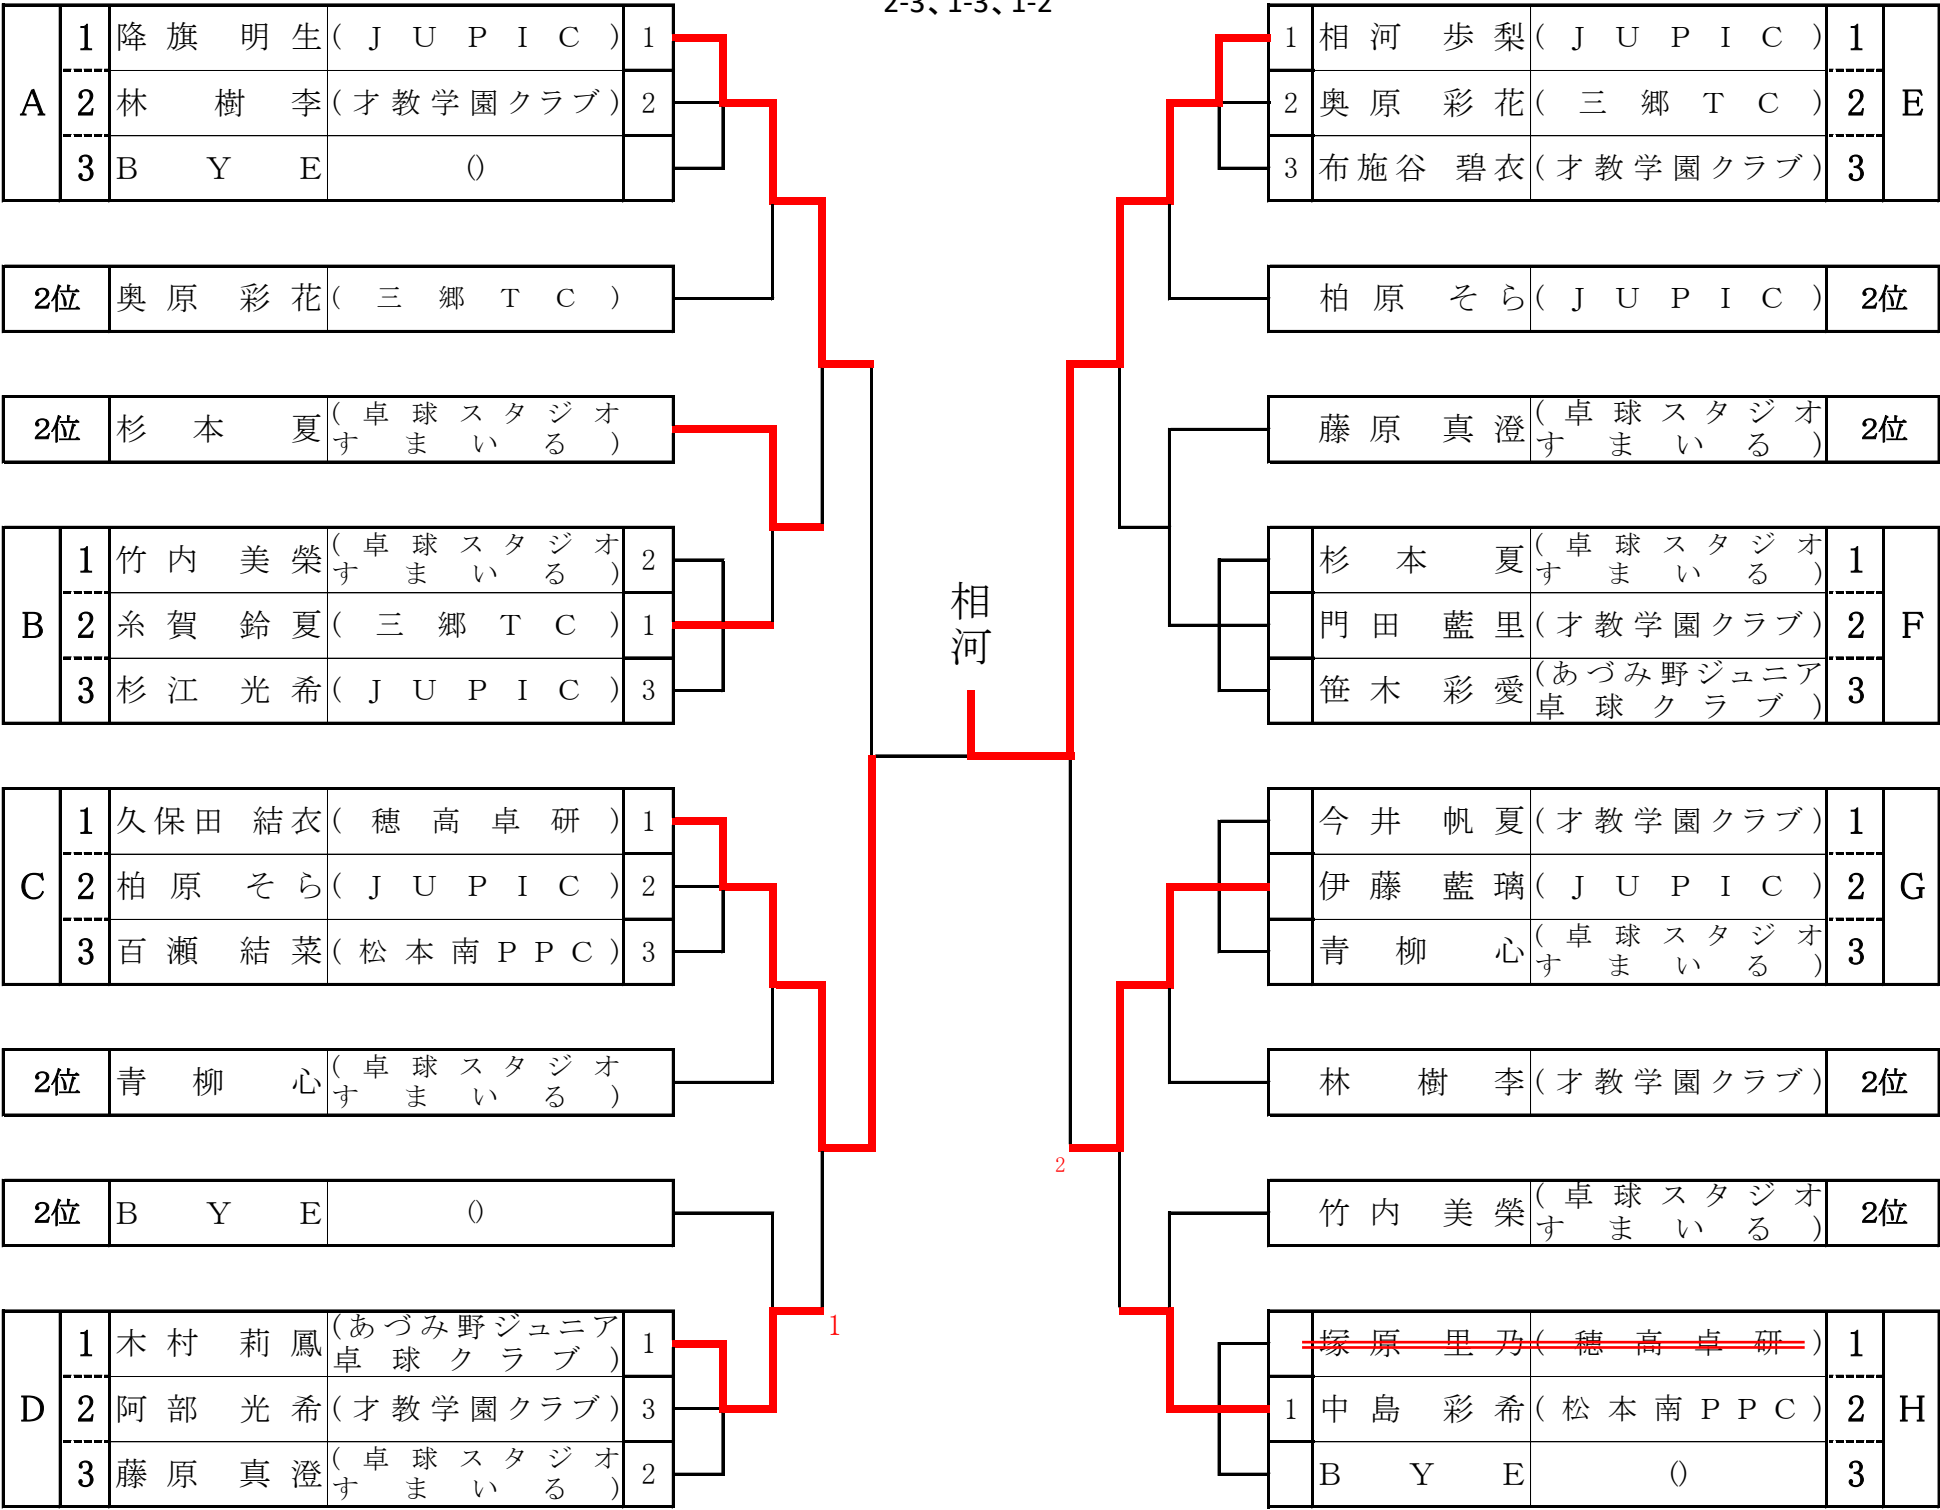 2-3、1-3、1-2
A
1 降旗 明生 (JUPIC) 1
2 林 樹李 (才教学園クラブ) 2
3 BYE ()
2位 奥原 彩花 (三郷TC)
2位 杉本 夏 (卓球スタジオ
すまいる)
B
1 竹内 美榮 (卓球スタジオ
すまいる) 2
2 糸賀 鈴夏 (三郷TC) 1
3 杉江 光希 (JUPIC) 3
C
1 久保田 結衣 (穂高卓研) 1
2 柏原 そら (JUPIC) 2
3 百瀬 結菜 (松本南PPC) 3
2位 青柳 心 (卓球スタジオ
すまいる)
2位 BYE ()
D
1 木村 莉鳳 (あづみ野ジュニア
卓球クラブ) 1
2 阿部 光希 (才教学園クラブ) 3
3 藤原 真澄 (卓球スタジオ
すまいる) 2
1
相河
2
1 相河 歩梨 (JUPIC) 1
2 奥原 彩花 (三郷TC) 2
3 布施谷 碧衣 (才教学園クラブ) 3
E
柏原 そら (JUPIC) 2位
藤原 真澄 (卓球スタジオ
すまいる) 2位
杉本 夏 (卓球スタジオ
すまいる) 1
門田 藍里 (才教学園クラブ) 2
笹木 彩愛 (あづみ野ジュニア
卓球クラブ) 3
F
今井 帆夏 (才教学園クラブ) 1
伊藤 藍璃 (JUPIC) 2
青柳 心 (卓球スタジオ
すまいる) 3
G
林 樹李 (才教学園クラブ) 2位
竹内 美榮 (卓球スタジオ
すまいる) 2位
塚原 里乃 (穂高卓研) 1
1 中島 彩希 (松本南PPC) 2
BYE () 3
H